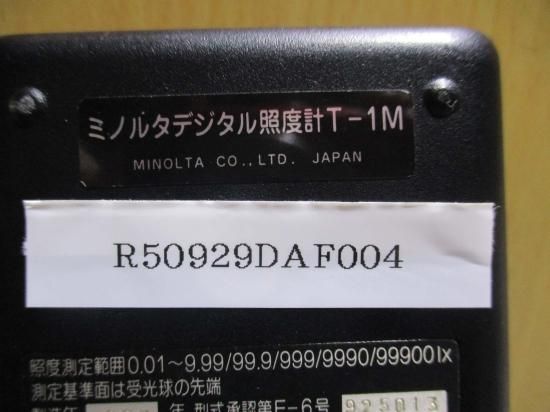 ミノルタデジタル照度計T-1M
MINOLTA CO.,LTD. JAPAN
R50929DAF004
照度測定範囲0.01～9.99/99.9/999/9990/99900lx
測定基準面は受光球の先端
年 型式承認第E-6号 925013